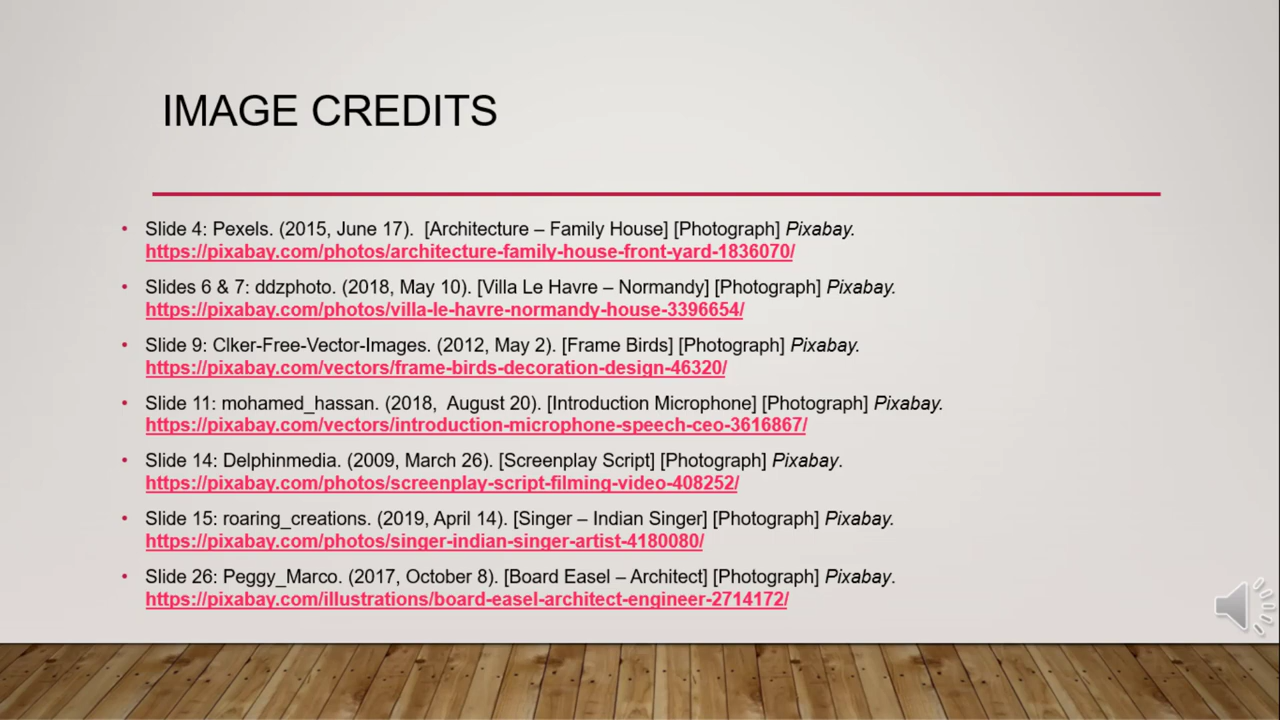 IMAGE CREDITS
• Slide 4: Pexels. (2015, June 17).  [Architecture – Family House] [Photograph] Pixabay.
https://pixabay.com/photos/architecture-family-house-front-yard-1836070/
• Slides 6 & 7: ddzphoto. (2018, May 10). [Villa Le Havre – Normandy] [Photograph] Pixabay.
https://pixabay.com/photos/villa-le-havre-normandy-house-3396654/
• Slide 9: Clker-Free-Vector-Images. (2012, May 2). [Frame Birds] [Photograph] Pixabay.
https://pixabay.com/vectors/frame-birds-decoration-design-46320/
• Slide 11: mohamed_hassan. (2018,  August 20). [Introduction Microphone] [Photograph] Pixabay.
https://pixabay.com/vectors/introduction-microphone-speech-ceo-3616867/
• Slide 14: Delphinmedia. (2009, March 26). [Screenplay Script] [Photograph] Pixabay.
https://pixabay.com/photos/screenplay-script-filming-video-408252/
• Slide 15: roaring_creations. (2019, April 14). [Singer – Indian Singer] [Photograph] Pixabay.
https://pixabay.com/photos/singer-indian-singer-artist-4180080/
• Slide 26: Peggy_Marco. (2017, October 8). [Board Easel – Architect] [Photograph] Pixabay.
https://pixabay.com/illustrations/board-easel-architect-engineer-2714172/